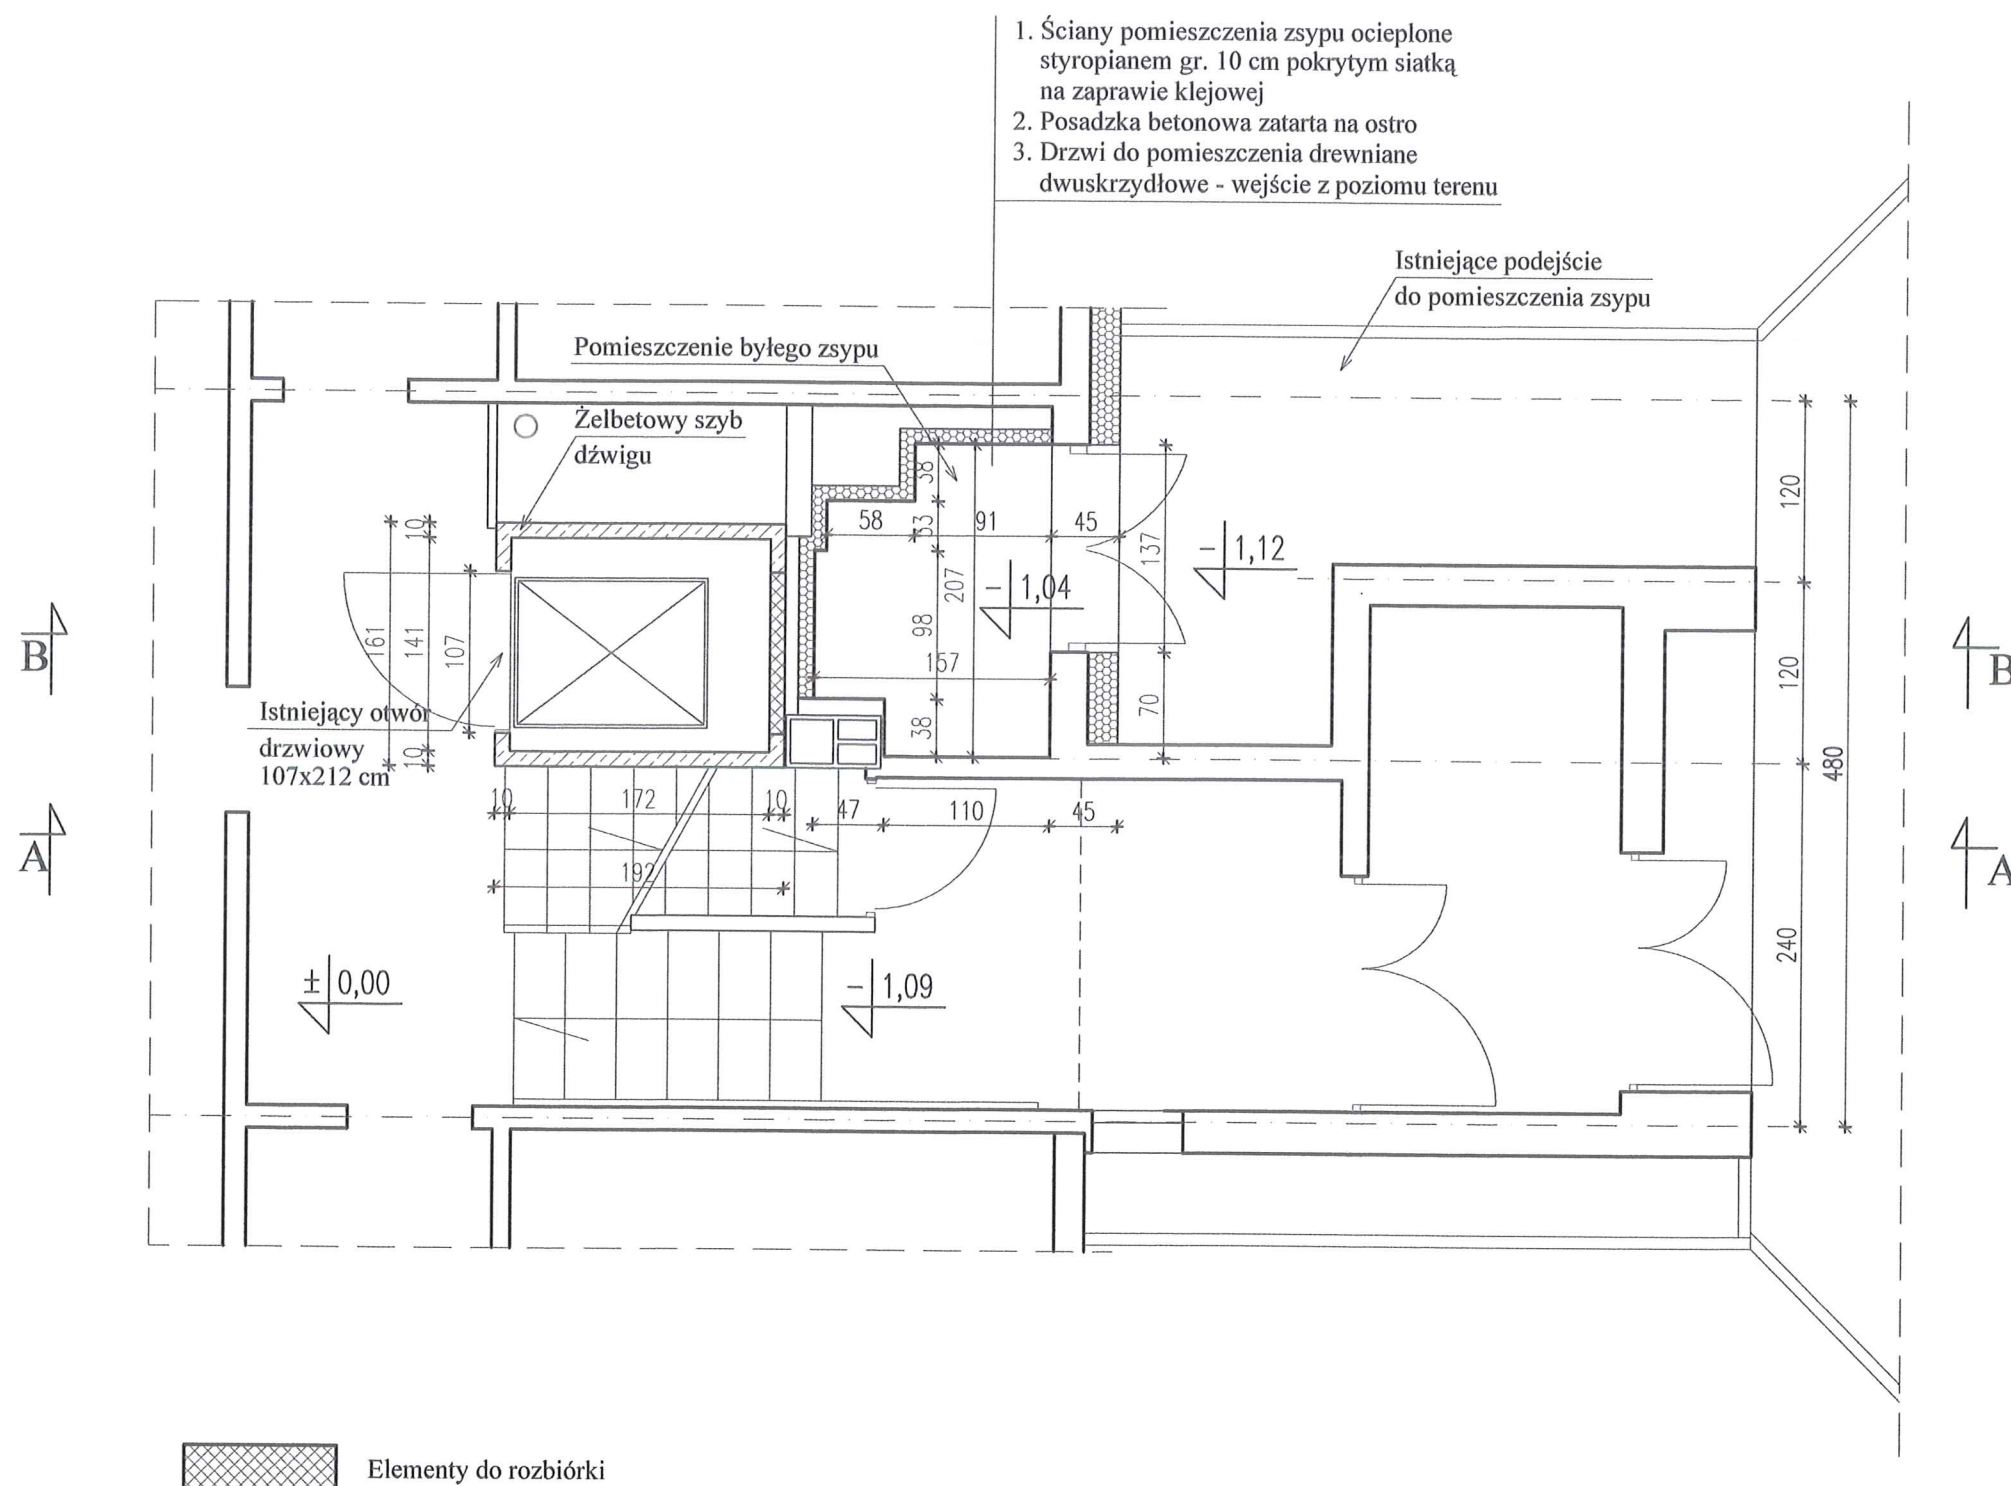 1. Ściany pomieszczenia zsypu ocieplone
styropianem gr. 10 cm pokrytym siatką
na zaprawie klejowej
2. Posadzka betonowa zatarta na ostro
3. Drzwi do pomieszczenia drewniane
dwuskrzydłowe - wejście z poziomu terenu
Istniejące podejście
do pomieszczenia zsypu
Pomieszczenie byłego zsypu
Żelbetowy szyb
dźwigu
38
58
33
91
45
137
- 1,12
120
10
161
141
107
207
- 1,04
98
157
38
70
120
480
B
B
Istniejący otwór
drzwiowy
107x212 cm
10
10
172
10
47
110
45
192
A
A
240
± 0,00
- 1,09
Elementy do rozbiórki